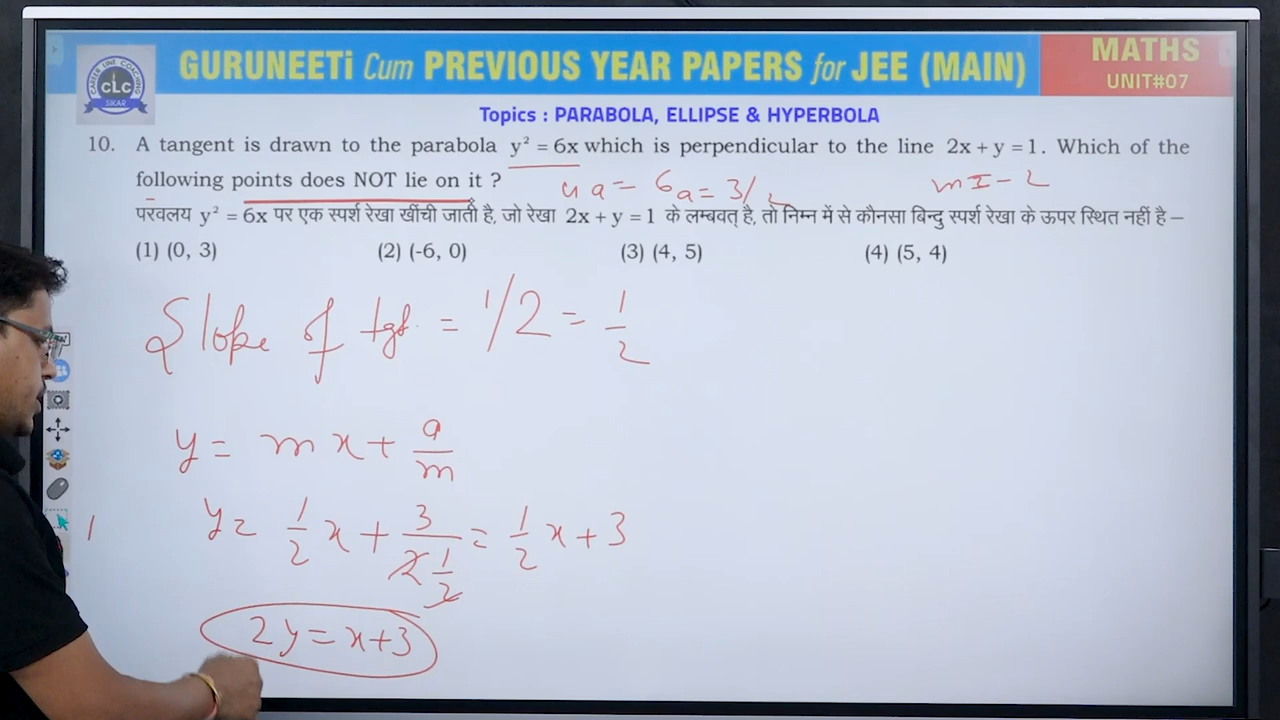 GURUNEETi Cum PREVIOUS YEAR PAPERS for JEE (MAIN)
MATHS
UNIT#07
CAREER LINE COACHING
CLC
SIKAR
Topics : PARABOLA, ELLIPSE & HYPERBOLA
10. A tangent is drawn to the parabola y² = 6x which is perpendicular to the line 2x + y = 1. Which of the
following points does NOT lie on it ?
4a = 6 a = 3/2
m = -2
परवलय y² = 6x पर एक स्पर्श रेखा खींची जाती है, जो रेखा 2x + y = 1 के लम्बवत् है, तो निम्न में से कौनसा बिन्दु स्पर्श रेखा के ऊपर स्थित नहीं है –
(1) (0, 3) (2) (-6, 0) (3) (4, 5) (4) (5, 4)
Slope of tgt. = 1/2 = 1/2
y = mx + a/m
y = 1/2 x + 3/(2 1/2) = 1/2 x + 3
2y = x+3